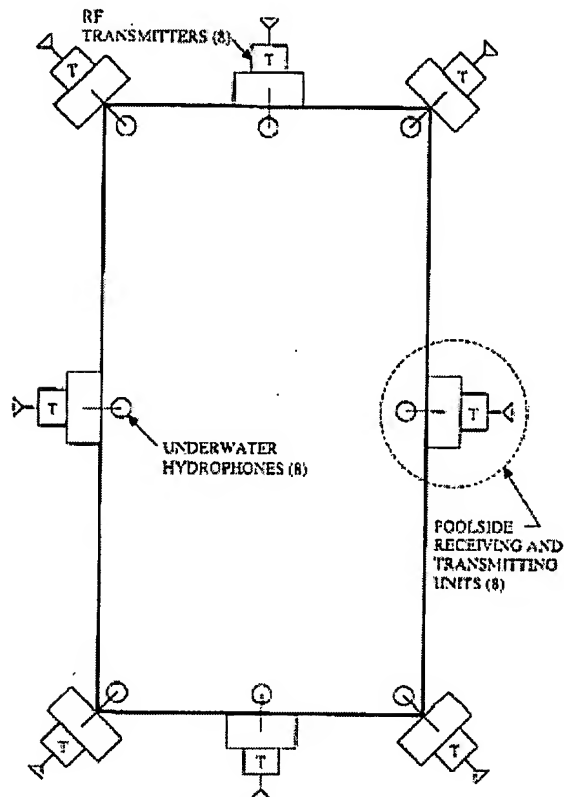 RF
TRANSMITTERS (8)
T
T
T
T
T
UNDERWATER
HYDROPHONES (8)
POOLSIDE
RECEIVING AND
TRANSMITTING
UNITS (8)
T
T
T